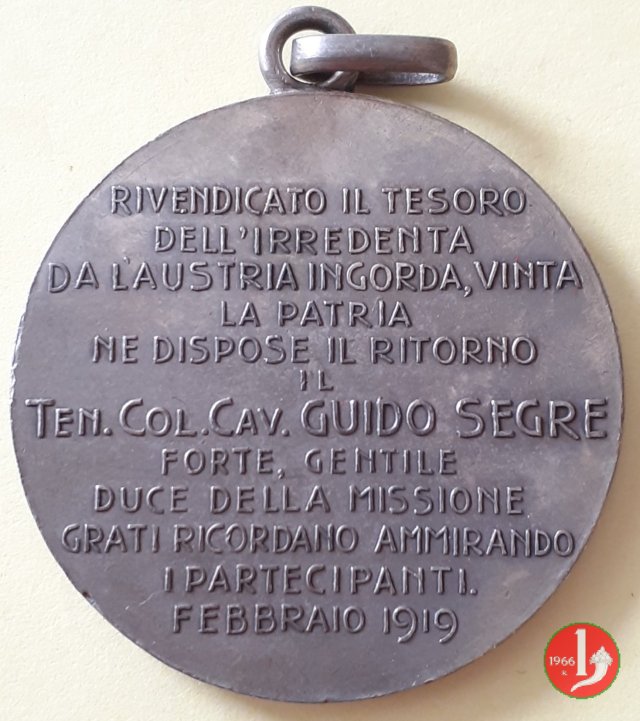 RIVENDICATO IL TESORO
DELL'IRREDENTA
DA L'AUSTRIA INGORDA, VINTA
LA PATRIA
NE DISPOSE IL RITORNO
IL
TEN. COL. CAV. GUIDO SEGRE
FORTE, GENTILE
DUCE DELLA MISSIONE
GRATI RICORDANO AMMIRANDO
I PARTECIPANTI.
FEBBRAIO 1919
1966
K